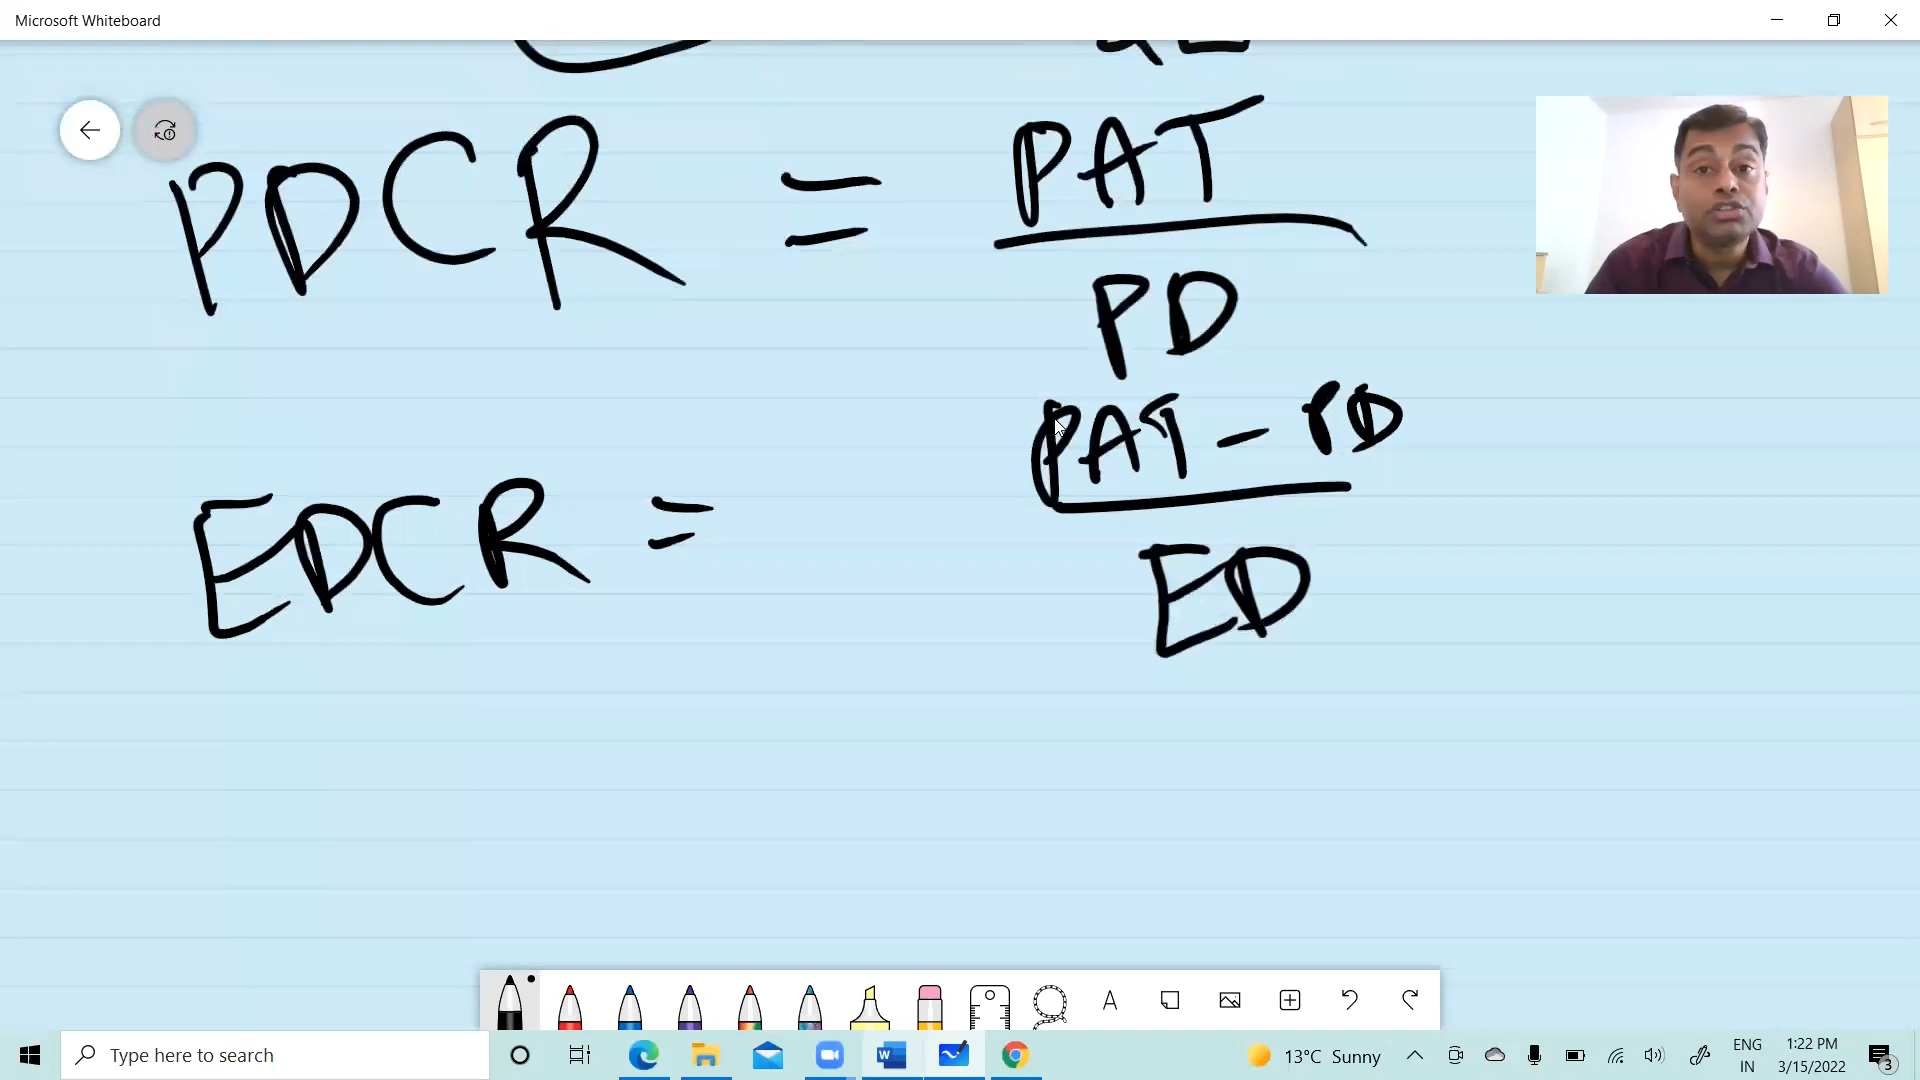 Microsoft Whiteboard
PDCR = PAT
PD
PAT - PD
EDCR =
ED
A
Type here to search
13°C Sunny
ENG
IN
1:22 PM
3/15/2022
3